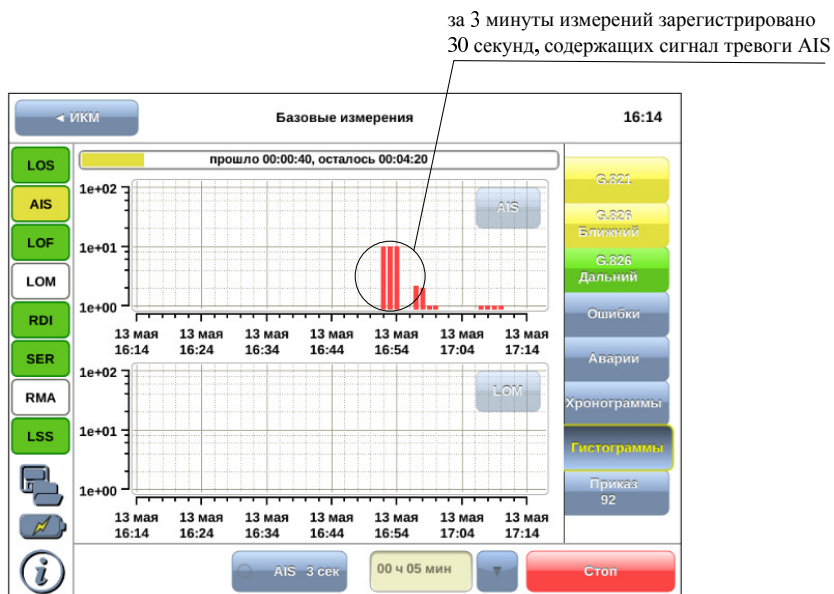 за 3 минуты измерений зарегистрировано
30 секунд, содержащих сигнал тревоги AIS
◄ ИКМ
Базовые измерения
16:14
LOS
AIS
LOF
LOM
RDI
SER
RMA
LSS
прошло 00:00:40, осталось 00:04:20
1e+02
1e+01
1e+00
AIS
13 мая 13 мая 13 мая 13 мая 13 мая 13 мая 13 мая
16:14 16:24 16:34 16:44 16:54 17:04 17:14
1e+02
1e+01
1e+00
LOM
13 мая 13 мая 13 мая 13 мая 13 мая 13 мая 13 мая
16:14 16:24 16:34 16:44 16:54 17:04 17:14
G.821
G.826
Ближний
G.826
Дальний
Ошибки
Аварии
Хронограммы
Гистограммы
Приказ
92
i
AIS 3 сек
00 ч 05 мин
▼
Стоп